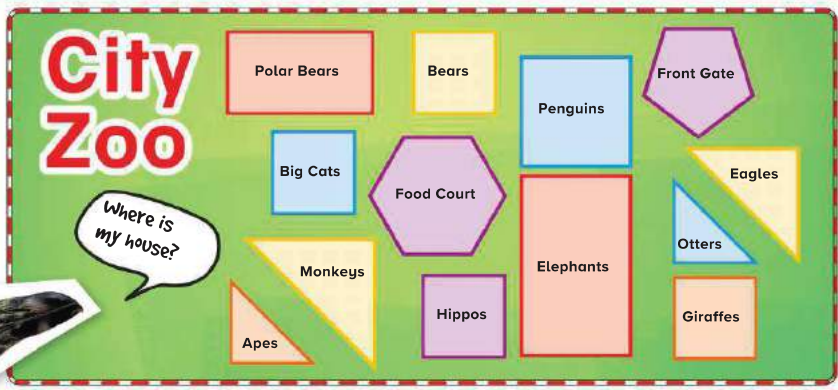 City
Zoo
Polar Bears
Bears
Penguins
Front Gate
Big Cats
Food Court
Eagles
Where is
my house?
Otters
Monkeys
Elephants
Hippos
Giraffes
Apes